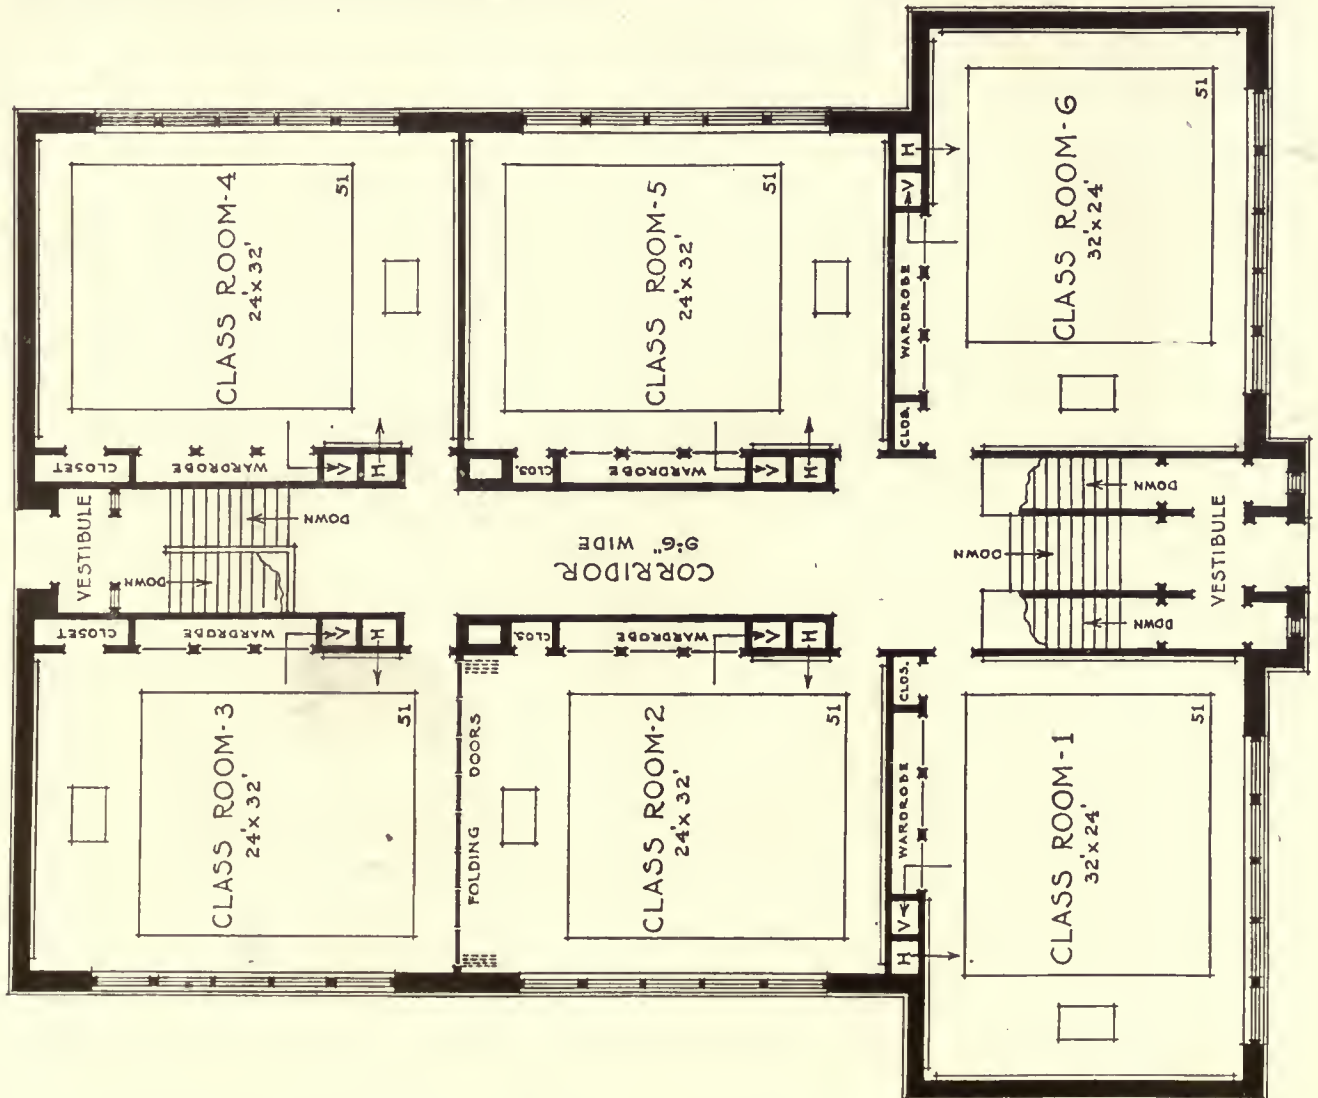 CLASS ROOM-4
24'x 32'
51
CLASS ROOM-5
24'x 32'
51
CLASS ROOM-6
32'x 24'
51
H
V
WARDROBE
CLOS.
CLOSET
WARDROBE
V
H
CLOS.
WARDROBE
V
H
VESTIBULE
DOWN
DOWN
CORRIDOR
9'-6" WIDE
DOWN
DOWN
DOWN
VESTIBULE
CLOSET
WARDROBE
V
H
CLOS.
WARDROBE
V
H
CLASS ROOM-3
24'x 32'
51
FOLDING DOORS
CLASS ROOM-2
24'x 32'
51
CLOS.
WARDROBE
V
H
CLASS ROOM-1
32'x 24'
51